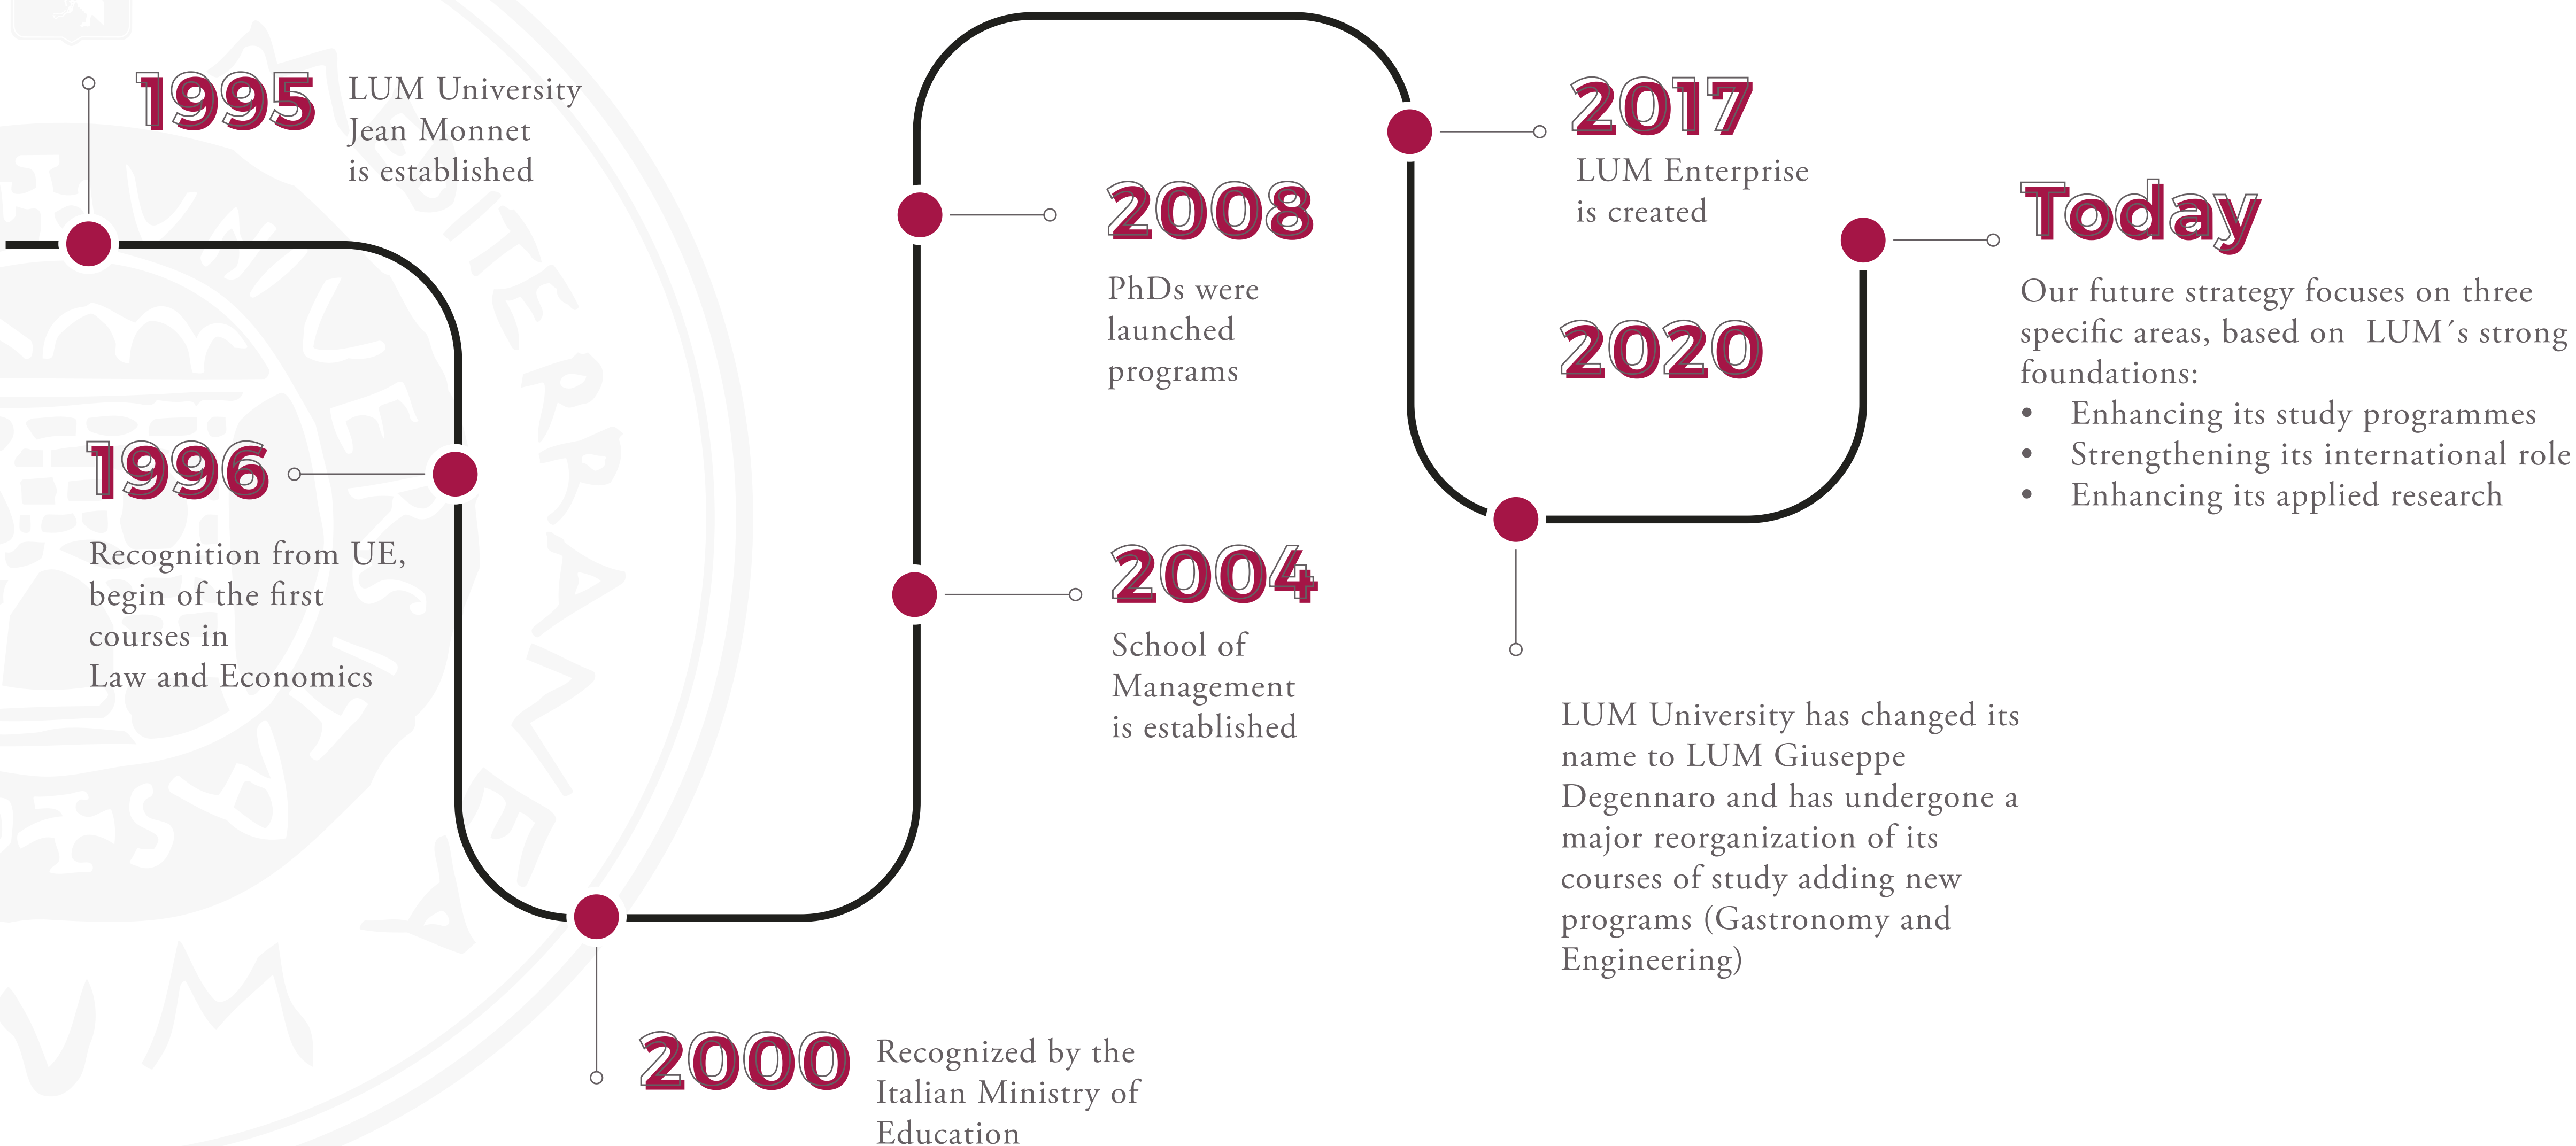 1995
LUM University
Jean Monnet
is established
1996
Recognition from UE,
begin of the first
courses in
Law and Economics
2000
Recognized by the
Italian Ministry of
Education
2004
School of
Management
is established
2008
PhDs were
launched
programs
2017
LUM Enterprise
is created
2020
LUM University has changed its
name to LUM Giuseppe
Degennaro and has undergone a
major reorganization of its
courses of study adding new
programs (Gastronomy and
Engineering)
Today
Our future strategy focuses on three
specific areas, based on  LUM´s strong
foundations:
• Enhancing its study programmes
• Strengthening its international role
• Enhancing its applied research